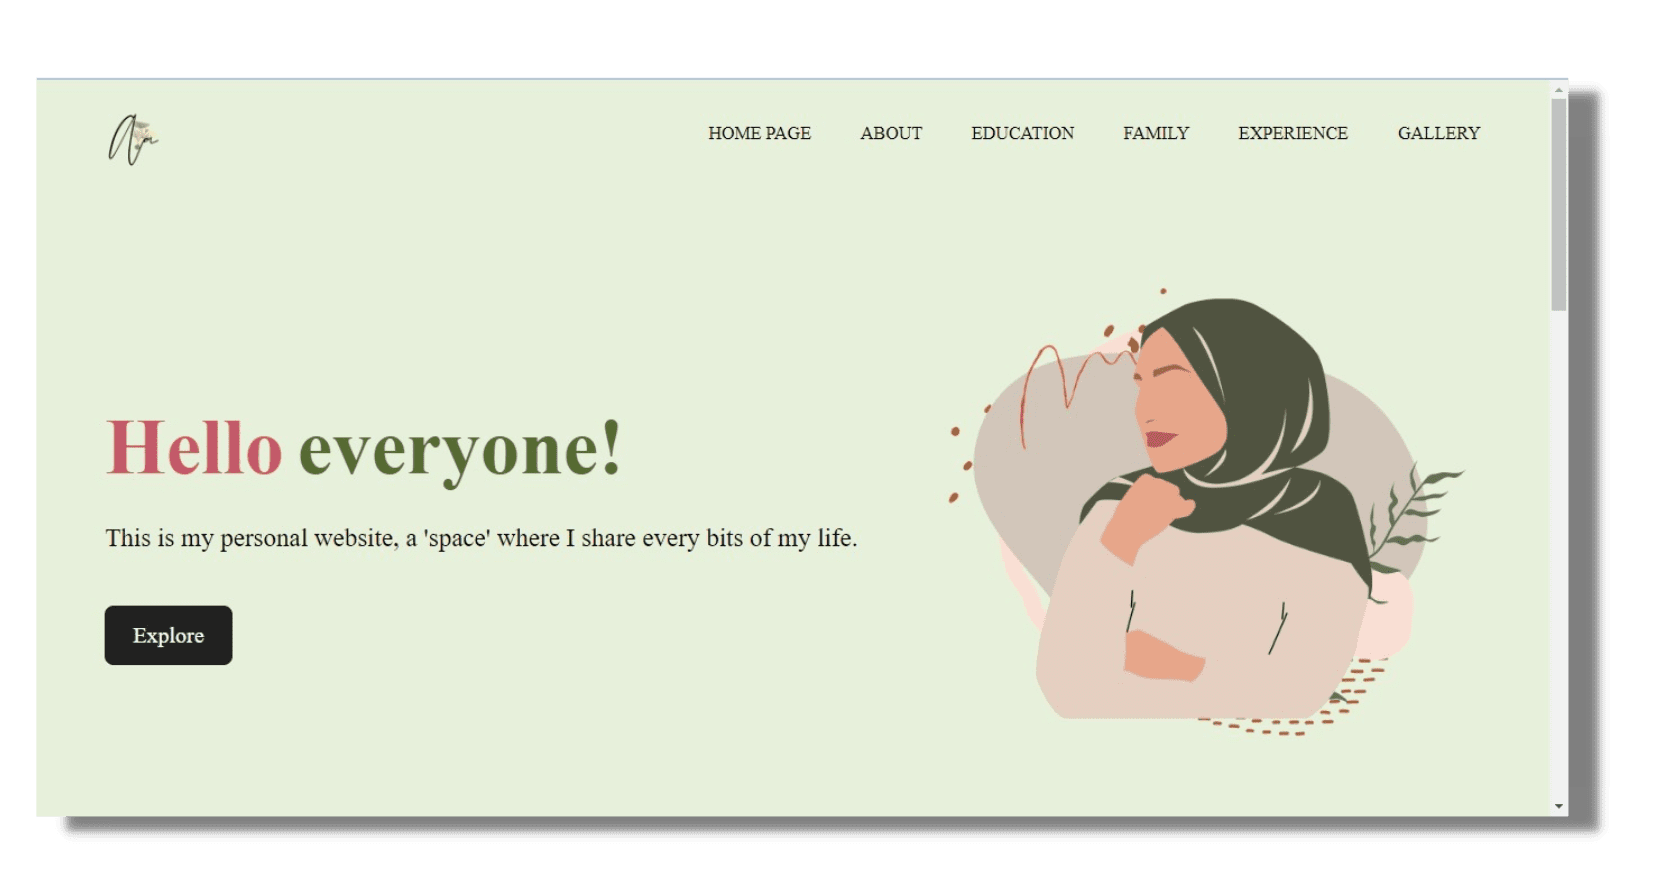 HOME PAGE ABOUT EDUCATION FAMILY EXPERIENCE GALLERY
Hello everyone!
This is my personal website, a 'space' where I share every bits of my life.
Explore